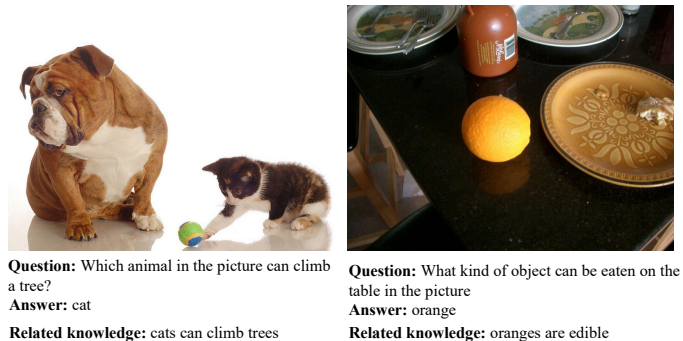 Question: Which animal in the picture can climb
a tree?
Answer: cat
Related knowledge: cats can climb trees
Question: What kind of object can be eaten on the
table in the picture
Answer: orange
Related knowledge: oranges are edible